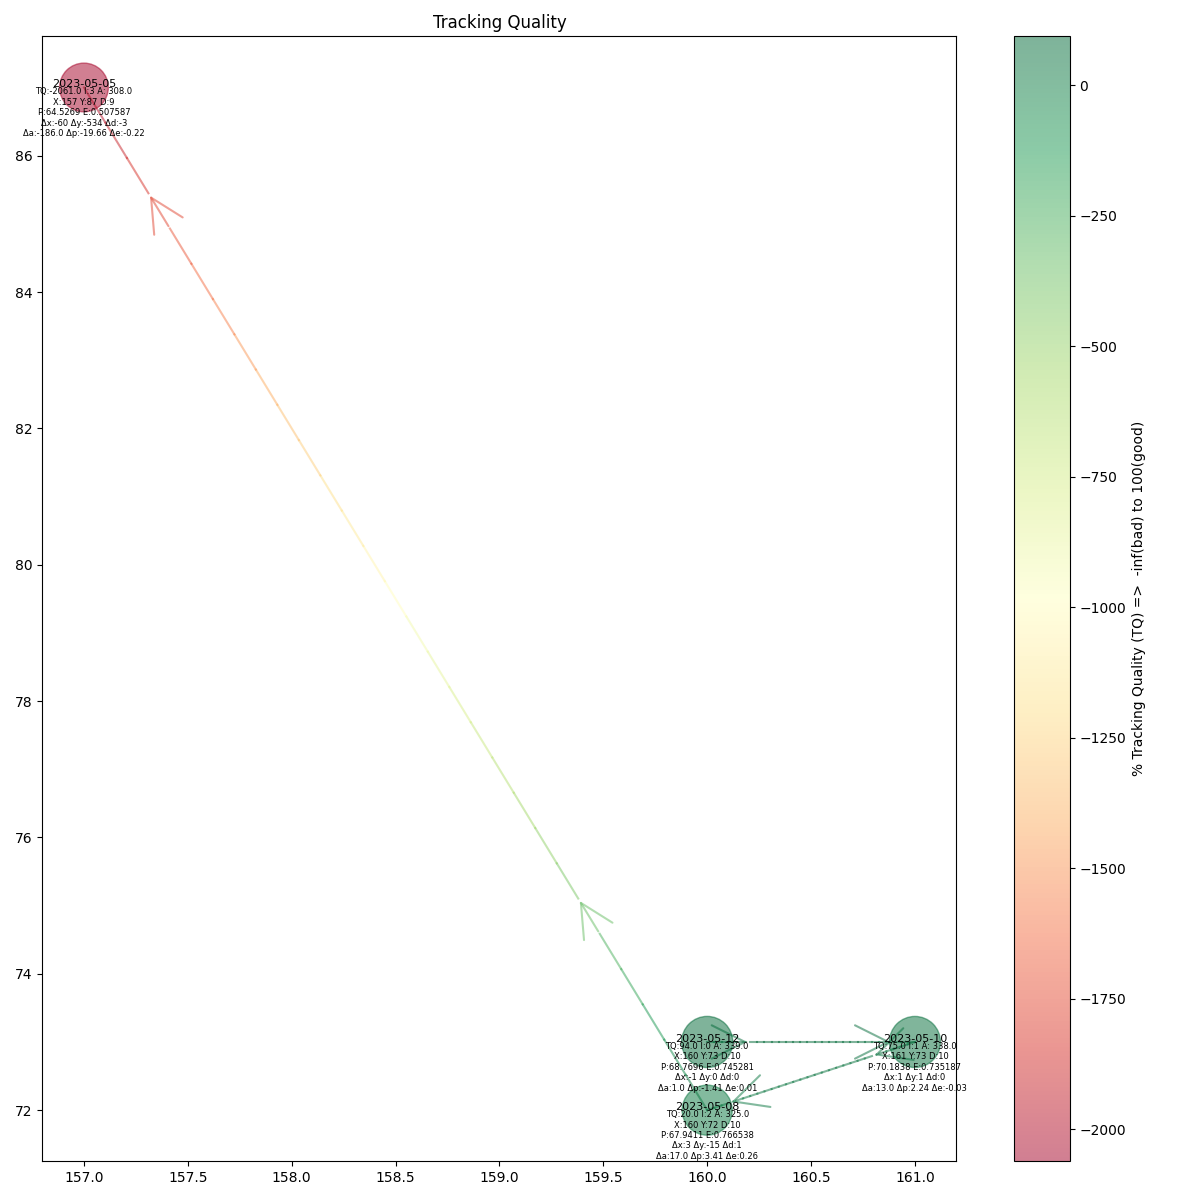 Tracking Quality
2023-05-05
TQ:-2061.0 I:3 A: 308.0
X:157 Y:87 D:9
P:64.5269 E:0.507587
Δx:-60 Δy:-534 Δd:-3
Δa:-186.0 Δp:-19.66 Δe:-0.22
2023-05-12
TQ:94.0 I:0 A: 339.0
X:160 Y:73 D:10
P:68.7696 E:0.745281
Δx:-1 Δy:0 Δd:0
Δa:1.0 Δp:-1.41 Δe:0.01
2023-05-10
TQ:75.0 I:1 A: 338.0
X:161 Y:73 D:10
P:70.1838 E:0.735187
Δx:1 Δy:1 Δd:0
Δa:13.0 Δp:2.24 Δe:-0.03
2023-05-08
TQ:20.0 I:2 A: 325.0
X:160 Y:72 D:10
P:67.9411 E:0.766538
Δx:3 Δy:-15 Δd:1
Δa:17.0 Δp:3.41 Δe:0.26
86
84
82
80
78
76
74
72
157.0
157.5
158.0
158.5
159.0
159.5
160.0
160.5
161.0
0
−250
−500
−750
−1000
−1250
−1500
−1750
−2000
% Tracking Quality (TQ) =>  -inf(bad) to 100(good)